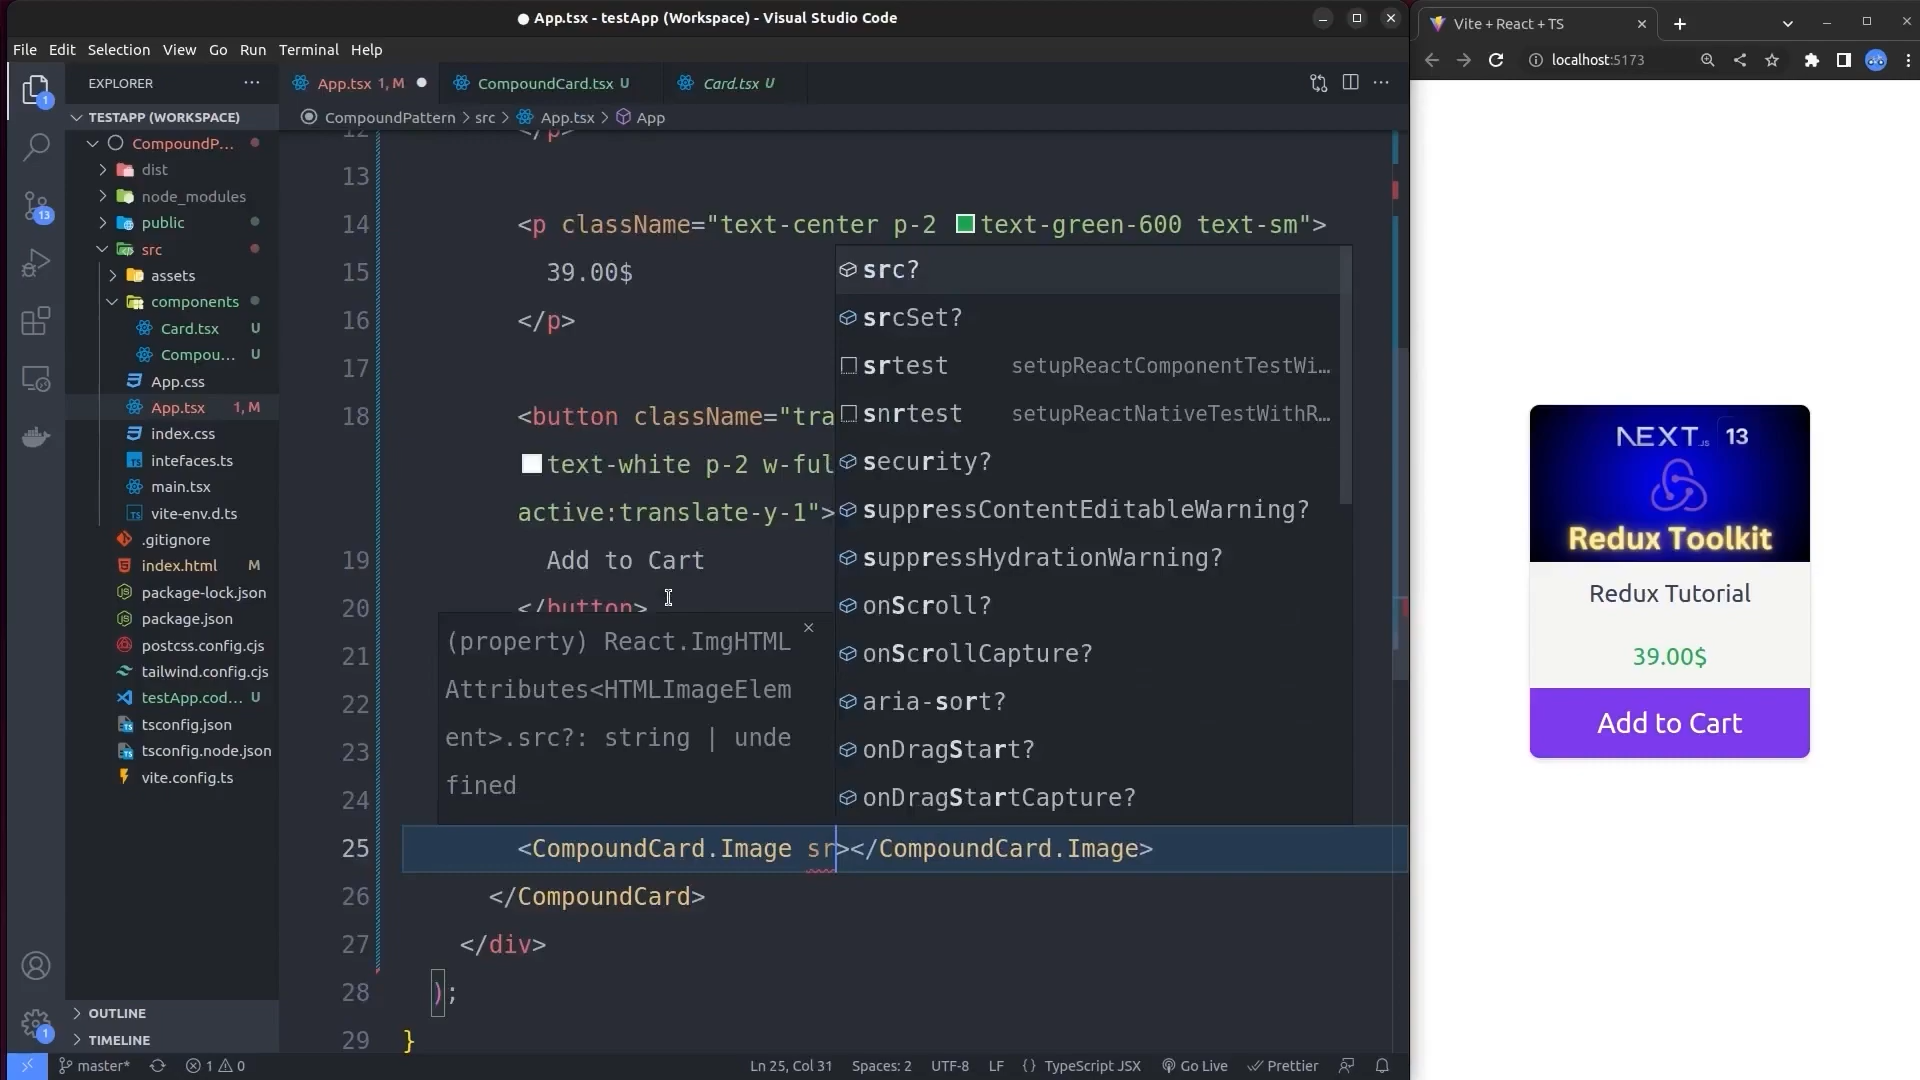 App.tsx - testApp (Workspace) - Visual Studio Code
File Edit Selection View Go Run Terminal Help
EXPLORER
TESTAPP (WORKSPACE)
CompoundP...
dist
node_modules
public
src
assets
components
Card.tsx U
Compou... U
App.css
App.tsx 1, M
index.css
intefaces.ts
main.tsx
vite-env.d.ts
.gitignore
index.html M
package-lock.json
package.json
postcss.config.cjs
tailwind.config.cjs
testApp.cod... U
tsconfig.json
tsconfig.node.json
vite.config.ts
OUTLINE
TIMELINE
1
13
1
App.tsx 1, M
CompoundCard.tsx U
Card.tsx U
CompoundPattern > src > App.tsx > App
12 </p>
13
14 <p className="text-center p-2 text-green-600 text-sm">
15 39.00$
16 </p>
17
18 <button className="tra
text-white p-2 w-ful
active:translate-y-1">
19 Add to Cart
20 </button>
21
22
23
24
25 <CompoundCard.Image sr></CompoundCard.Image>
26 </CompoundCard>
27 </div>
28 );
29 }
src?
srcSet?
srtest setupReactComponentTestWi...
snrtest setupReactNativeTestWithR...
security?
suppressContentEditableWarning?
suppressHydrationWarning?
onScroll?
onScrollCapture?
aria-sort?
onDragStart?
onDragStartCapture?
(property) React.ImgHTML
Attributes<HTMLImageElem
ent>.src?: string | unde
fined
master* 1 0 Ln 25, Col 31 Spaces: 2 UTF-8 LF {} TypeScript JSX Go Live Prettier
Vite + React + TS
localhost:5173
NEXT.JS 13
Redux Toolkit
Redux Tutorial
39.00$
Add to Cart